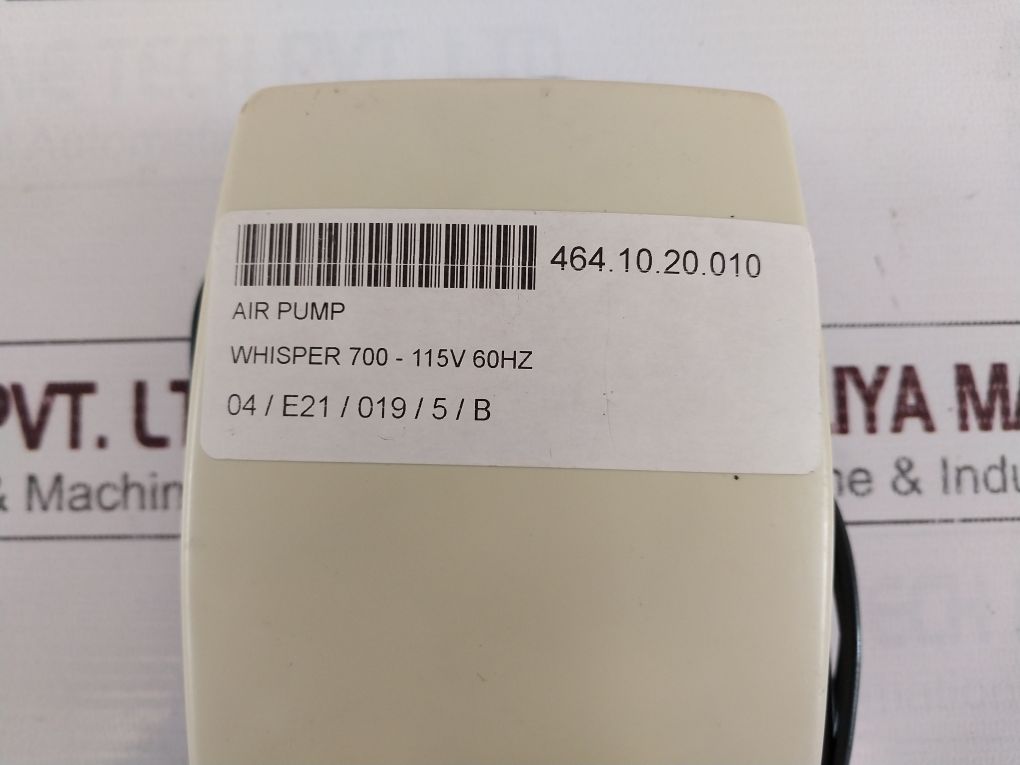 464.10.20.010
AIR PUMP
WHISPER 700 - 115V 60HZ
04 / E21 / 019 / 5 / B
PVT. LT
IYA MA
& Machin
ne & Indu